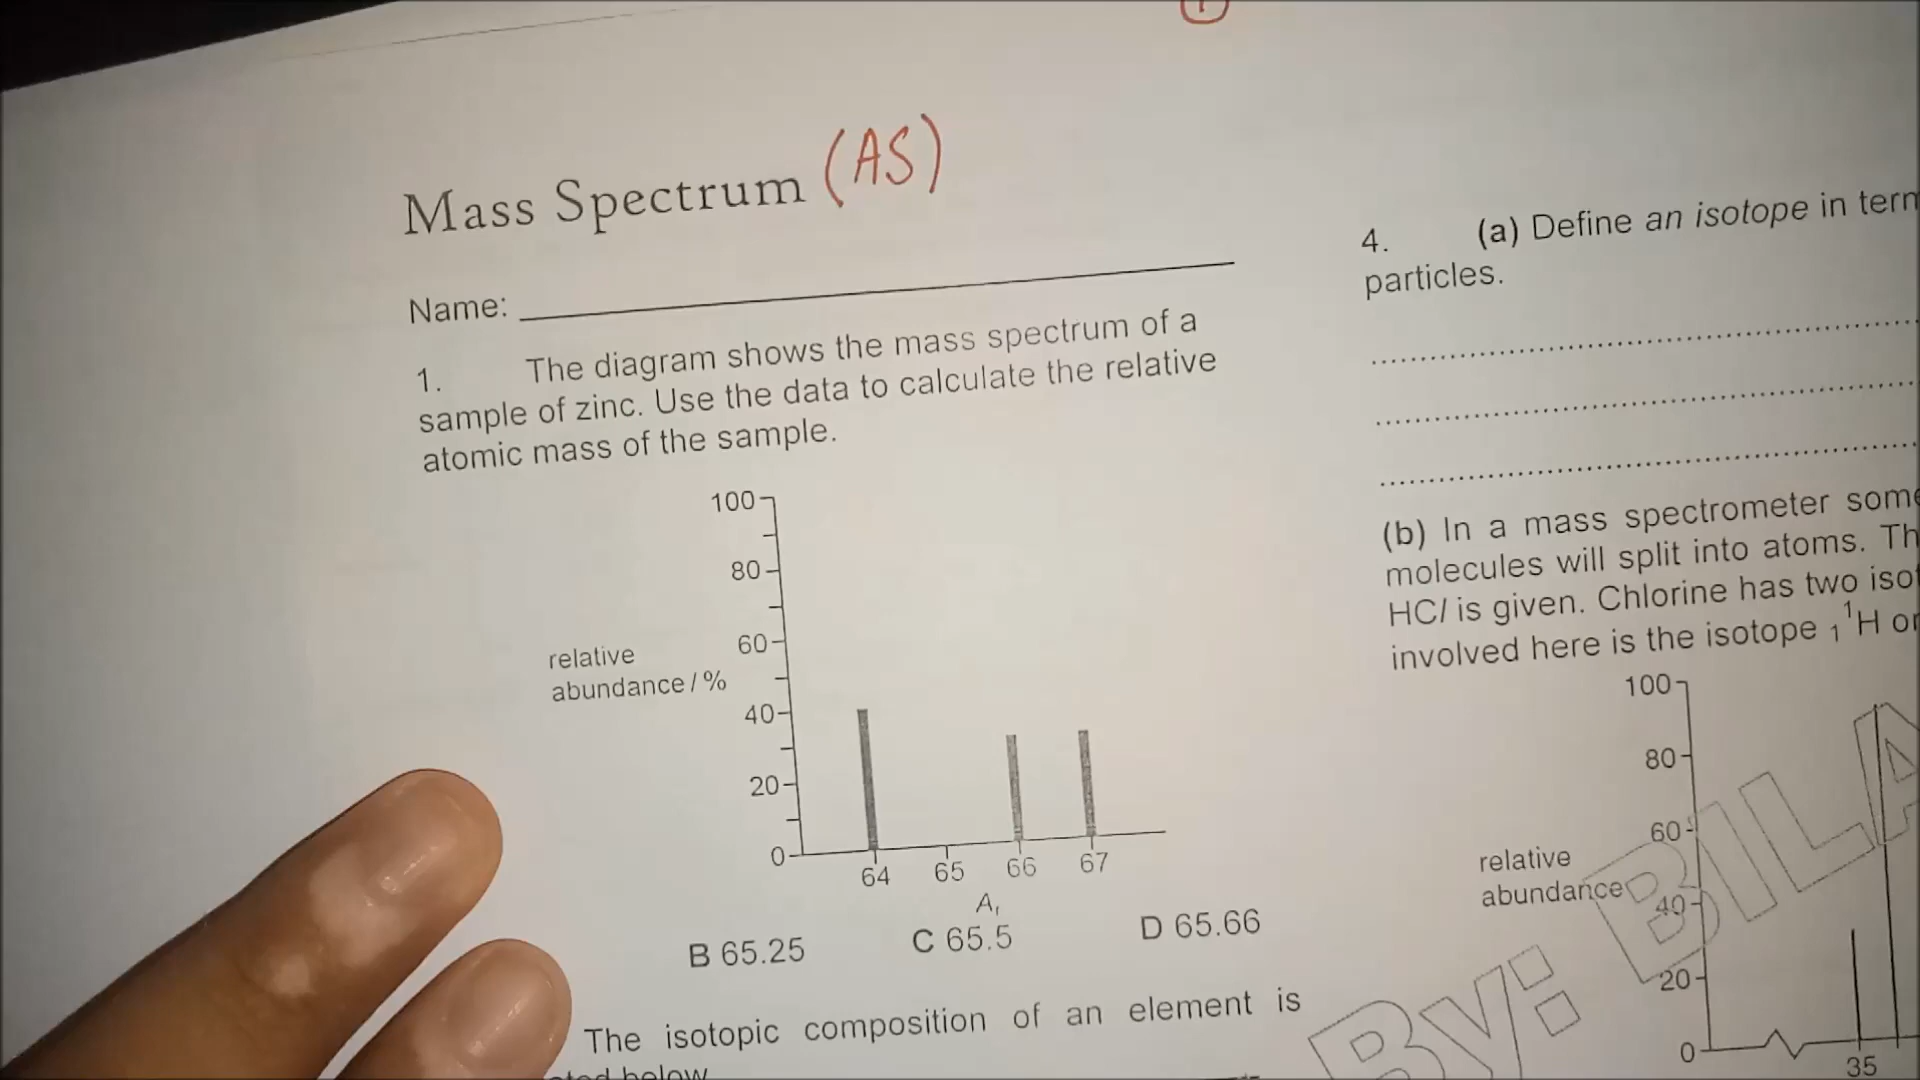 Mass Spectrum (AS)
Name:
1. The diagram shows the mass spectrum of a
sample of zinc. Use the data to calculate the relative
atomic mass of the sample.
100
80
60
relative
abundance / %
40
20
0
64 65 66 67
B 65.25 C 65.5 D 65.66
The isotopic composition of an element is
below
4. (a) Define an isotope in
particles.
(b) In a mass spectrometer
molecules will split into atoms.
HCl is given. Chlorine has two
involved here is the isotope ₁¹H
100
80
60
relative
abundance
40
20
0
35
By: